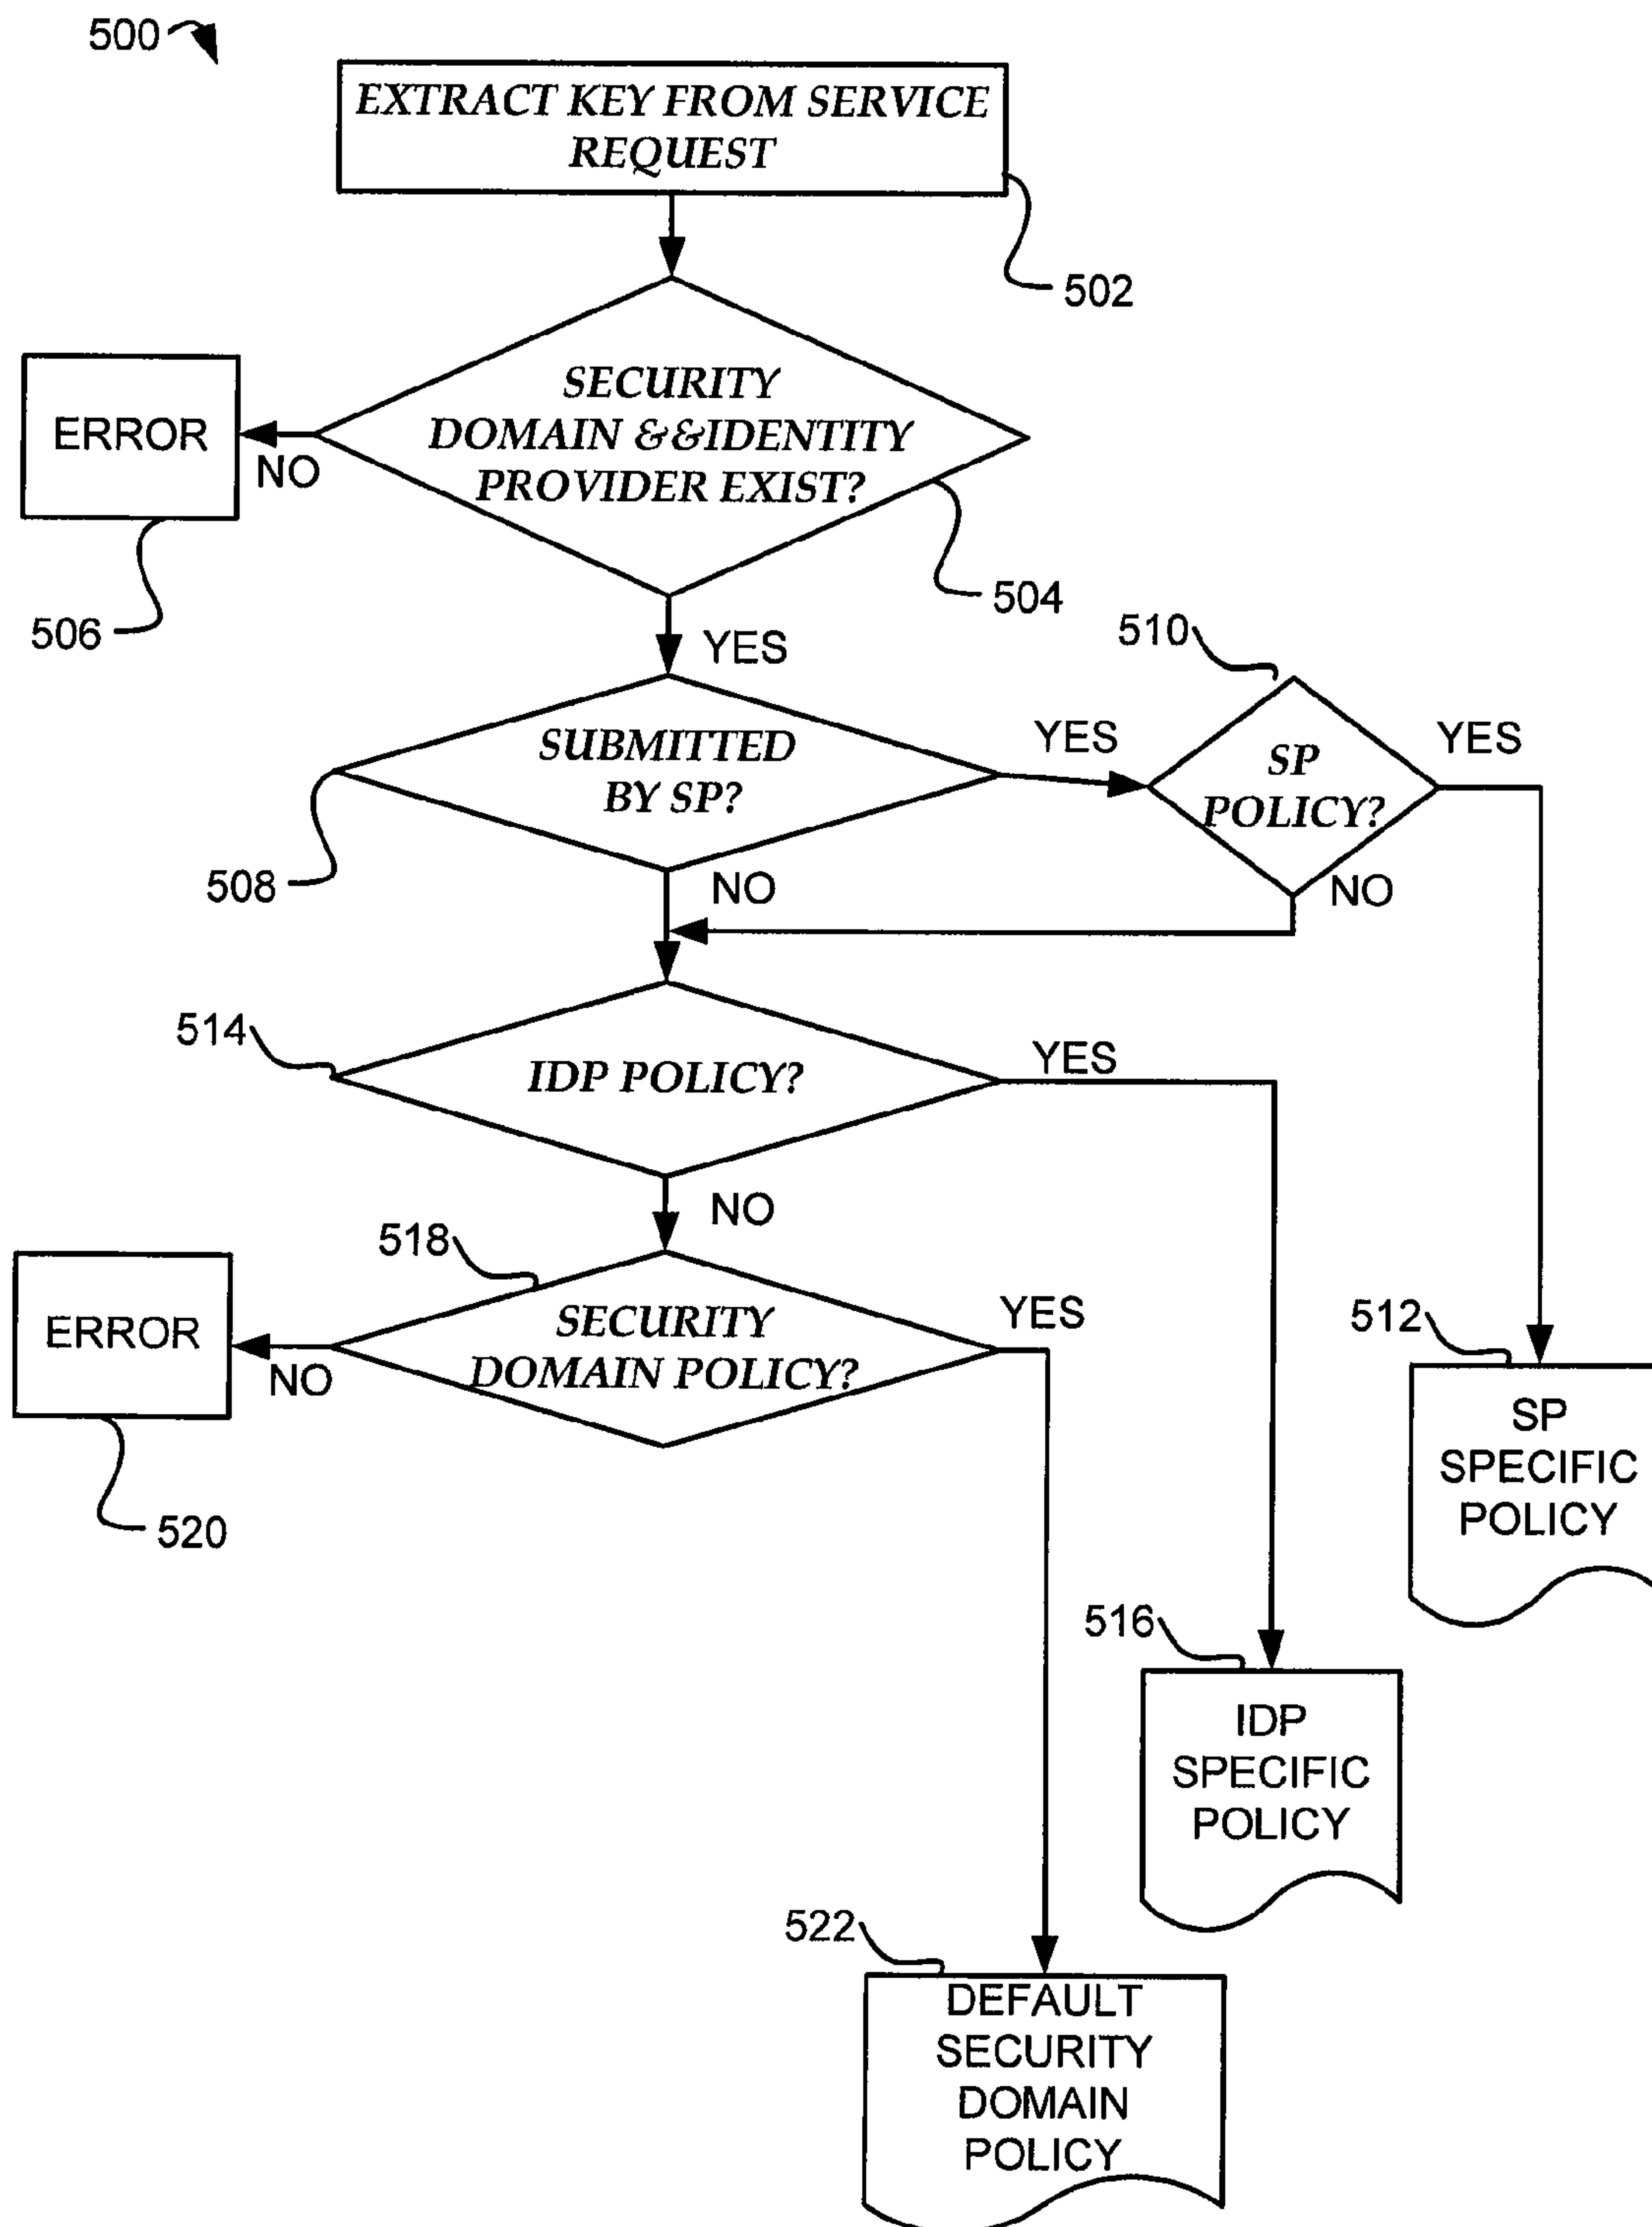 500
EXTRACT KEY FROM SERVICE
REQUEST
502
SECURITY
DOMAIN &&IDENTITY
PROVIDER EXIST?
ERROR
NO
506
504
YES
510
SUBMITTED
BY SP?
YES
SP
POLICY?
YES
508
NO
NO
514
IDP POLICY?
YES
NO
518
ERROR
NO
SECURITY
DOMAIN POLICY?
YES
520
512
SP
SPECIFIC
POLICY
516
IDP
SPECIFIC
POLICY
522
DEFAULT
SECURITY
DOMAIN
POLICY